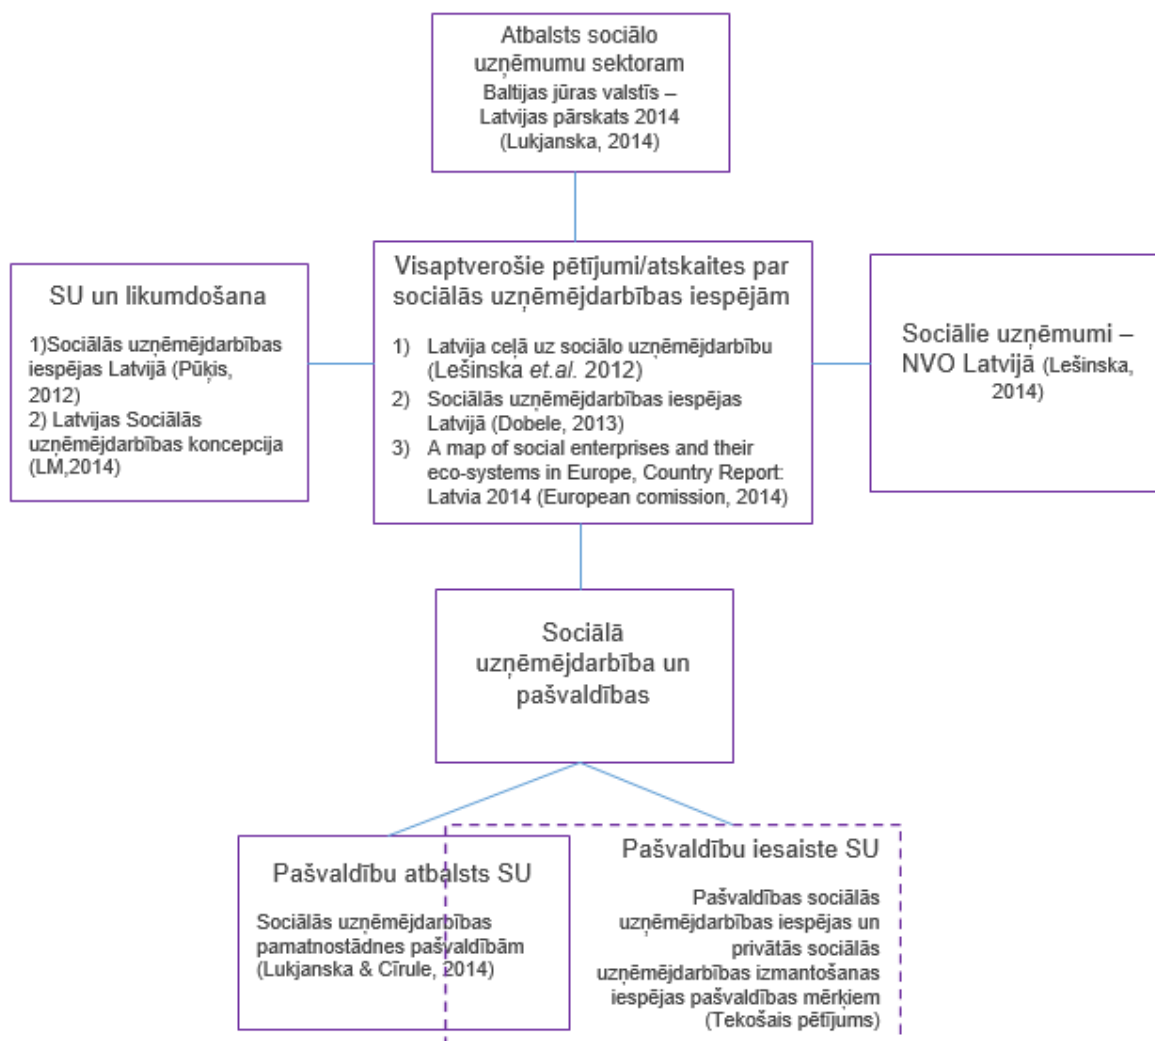 Atbalsts sociālo
uzņēmumu sektoram
Baltijas jūras valstīs –
Latvijas pārskats 2014
(Lukjanska, 2014)
SU un likumdošana
1)Sociālās uzņēmējdarbības
iespējas Latvijā (Pūķis,
2012)
2) Latvijas Sociālās
uzņēmējdarbības koncepcija
(LM,2014)
Visaptverošie pētījumi/atskaites par
sociālās uzņēmējdarbības iespējām
1) Latvija ceļā uz sociālo uzņēmējdarbību
(Lešinska et.al. 2012)
2) Sociālās uzņēmējdarbības iespējas
Latvijā (Dobele, 2013)
3) A map of social enterprises and their
eco-systems in Europe, Country Report:
Latvia 2014 (European comission, 2014)
Sociālie uzņēmumi –
NVO Latvijā (Lešinska,
2014)
Sociālā
uzņēmējdarbība un
pašvaldības
Pašvaldību atbalsts SU
Sociālās uzņēmējdarbības
pamatnostādnes pašvaldībām
(Lukjanska & Cīrule, 2014)
Pašvaldību iesaiste SU
Pašvaldības sociālās
uzņēmējdarbības iespējas un
privātās sociālās
uzņēmējdarbības izmantošanas
iespējas pašvaldības mērķiem
(Tekošais pētījums)